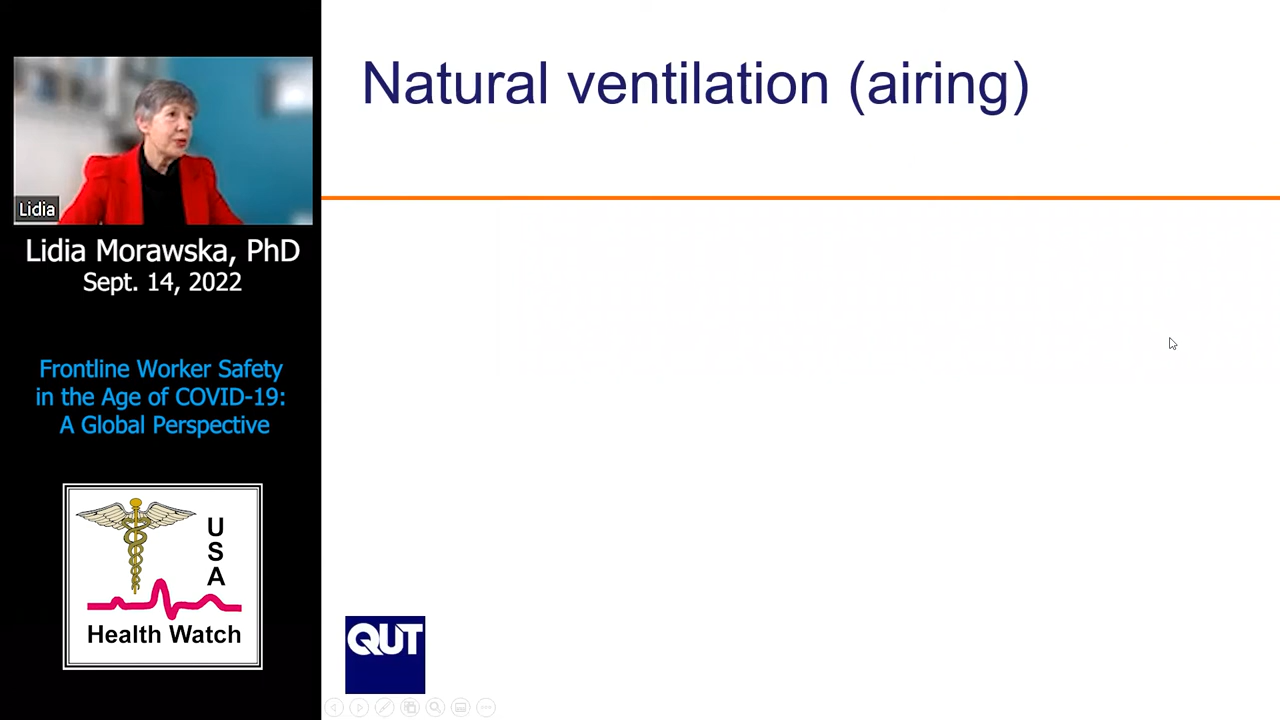 Natural ventilation (airing)
Lidia
Lidia Morawska, PhD
Sept. 14, 2022
Frontline Worker Safety
in the Age of COVID-19:
A Global Perspective
U
S
A
Health Watch
QUT